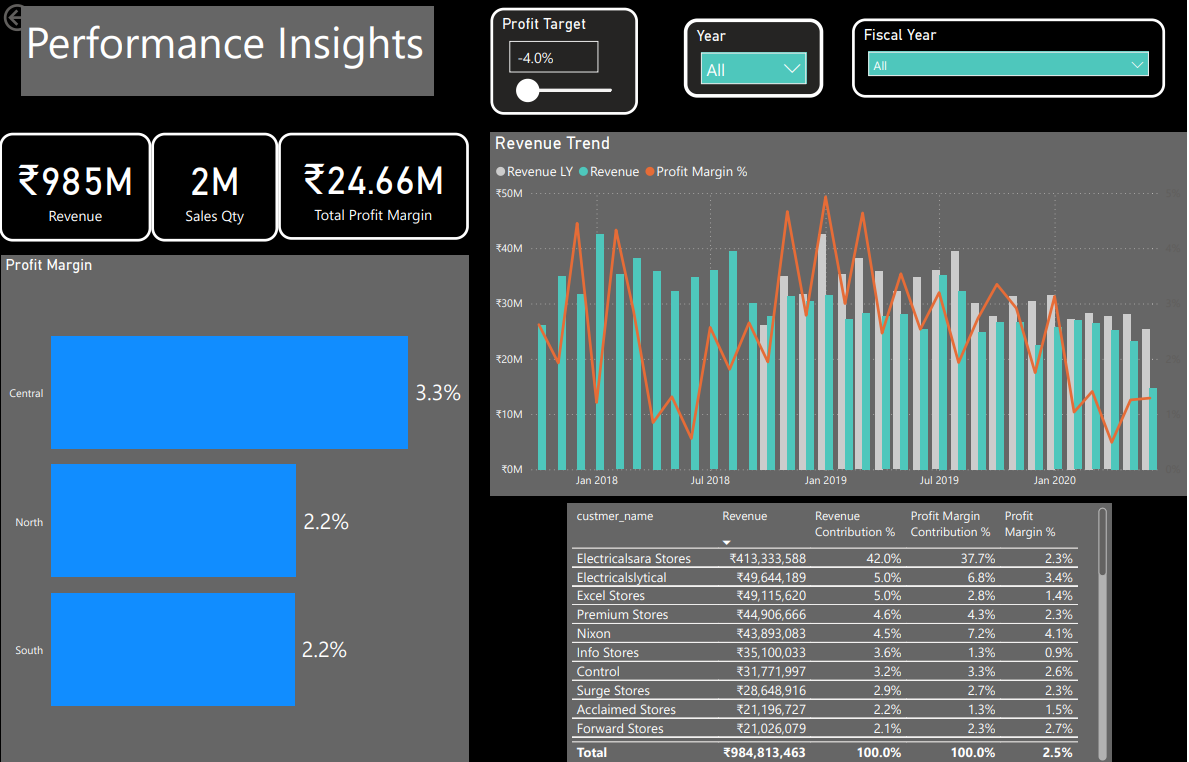 Performance Insights
Profit Target
-4.0%
Year
All
Fiscal Year
All
₹985M
Revenue
2M
Sales Qty
₹24.66M
Total Profit Margin
Profit Margin
Central
3.3%
North
2.2%
South
2.2%
Revenue Trend
Revenue LY Revenue Profit Margin %
₹50M
₹40M
₹30M
₹20M
₹10M
₹0M
Jan 2018 Jul 2018 Jan 2019 Jul 2019 Jan 2020
custmer_name Revenue Revenue Contribution % Profit Margin Contribution % Profit Margin %
Electricalsara Stores ₹413,333,588 42.0% 37.7% 2.3%
Electricalslytical ₹49,644,189 5.0% 6.8% 3.4%
Excel Stores ₹49,115,620 5.0% 2.8% 1.4%
Premium Stores ₹44,906,666 4.6% 4.3% 2.3%
Nixon ₹43,893,083 4.5% 7.2% 4.1%
Info Stores ₹35,100,033 3.6% 1.3% 0.9%
Control ₹31,771,997 3.2% 3.3% 2.6%
Surge Stores ₹28,648,916 2.9% 2.7% 2.3%
Acclaimed Stores ₹21,196,727 2.2% 1.3% 1.5%
Forward Stores ₹21,026,079 2.1% 2.3% 2.7%
Total ₹984,813,463 100.0% 100.0% 2.5%